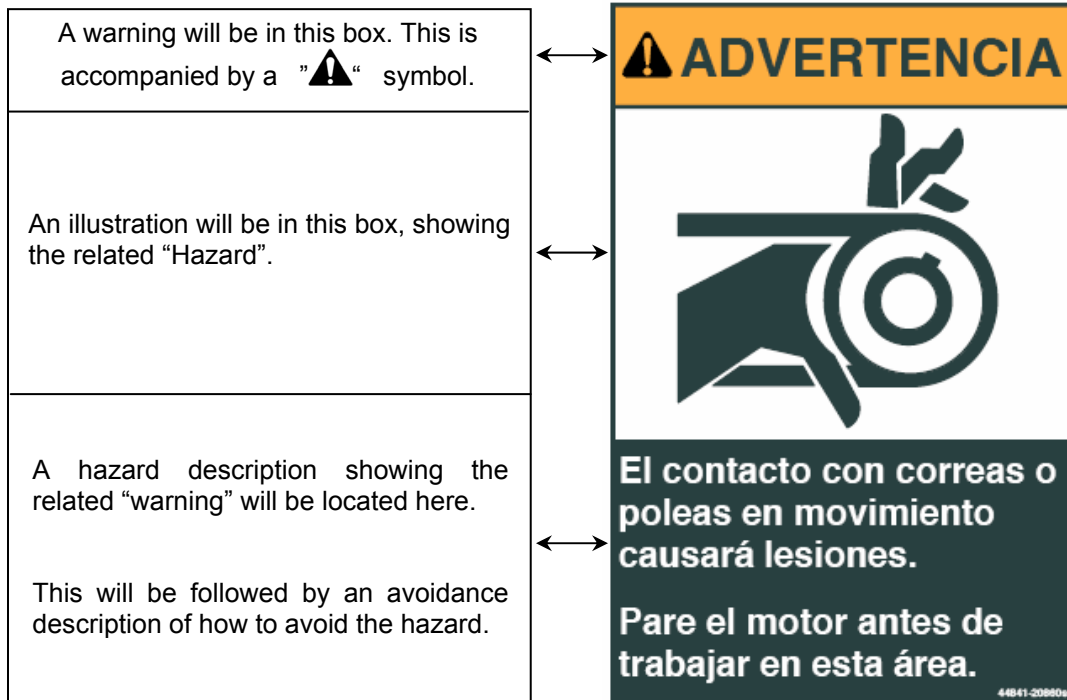 A warning will be in this box. This is
accompanied by a ”⚠“ symbol.
An illustration will be in this box, showing
the related “Hazard”.
A hazard description showing the
related “warning” will be located here.
This will be followed by an avoidance
description of how to avoid the hazard.
⚠ ADVERTENCIA
El contacto con correas o
poleas en movimiento
causará lesiones.
Pare el motor antes de
trabajar en esta área.
44841-20860s